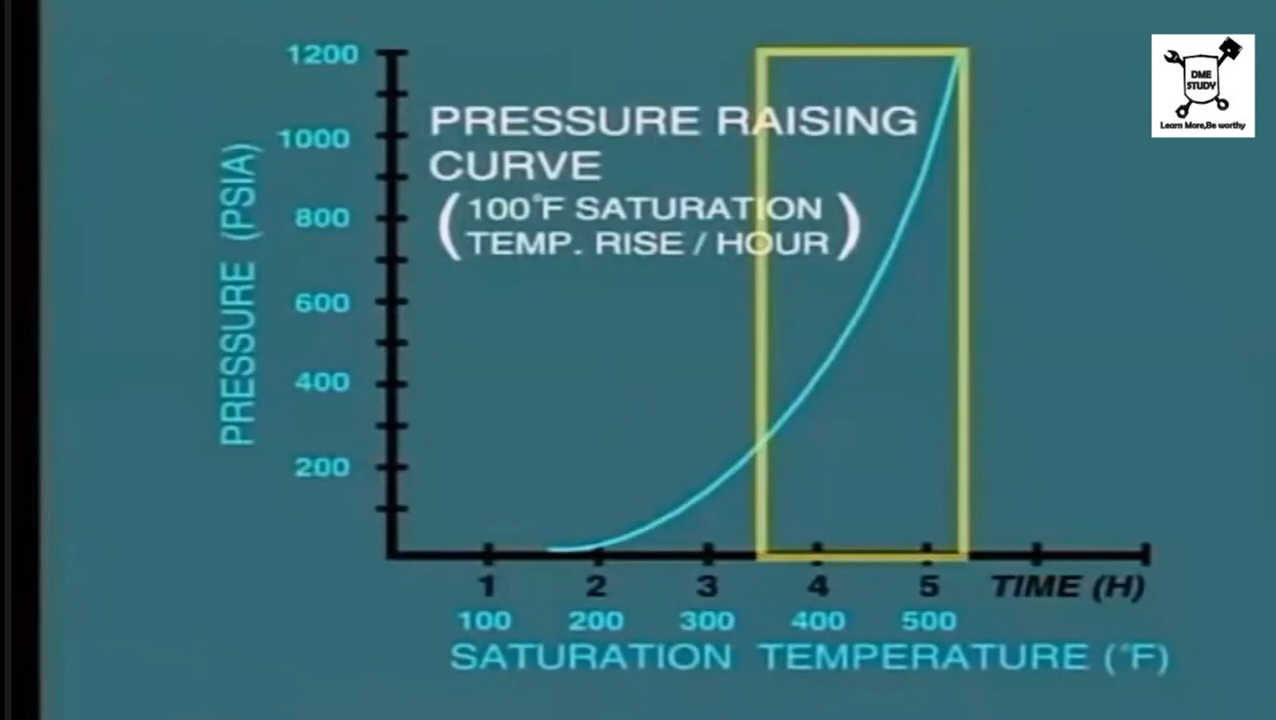 1200
1000
800
600
400
200
PRESSURE (PSIA)
PRESSURE RAISING
CURVE
(100°F SATURATION
TEMP. RISE / HOUR)
1 2 3 4 5 TIME (H)
100 200 300 400 500
SATURATION TEMPERATURE (°F)
DME
STUDY
Learn More,Be worthy